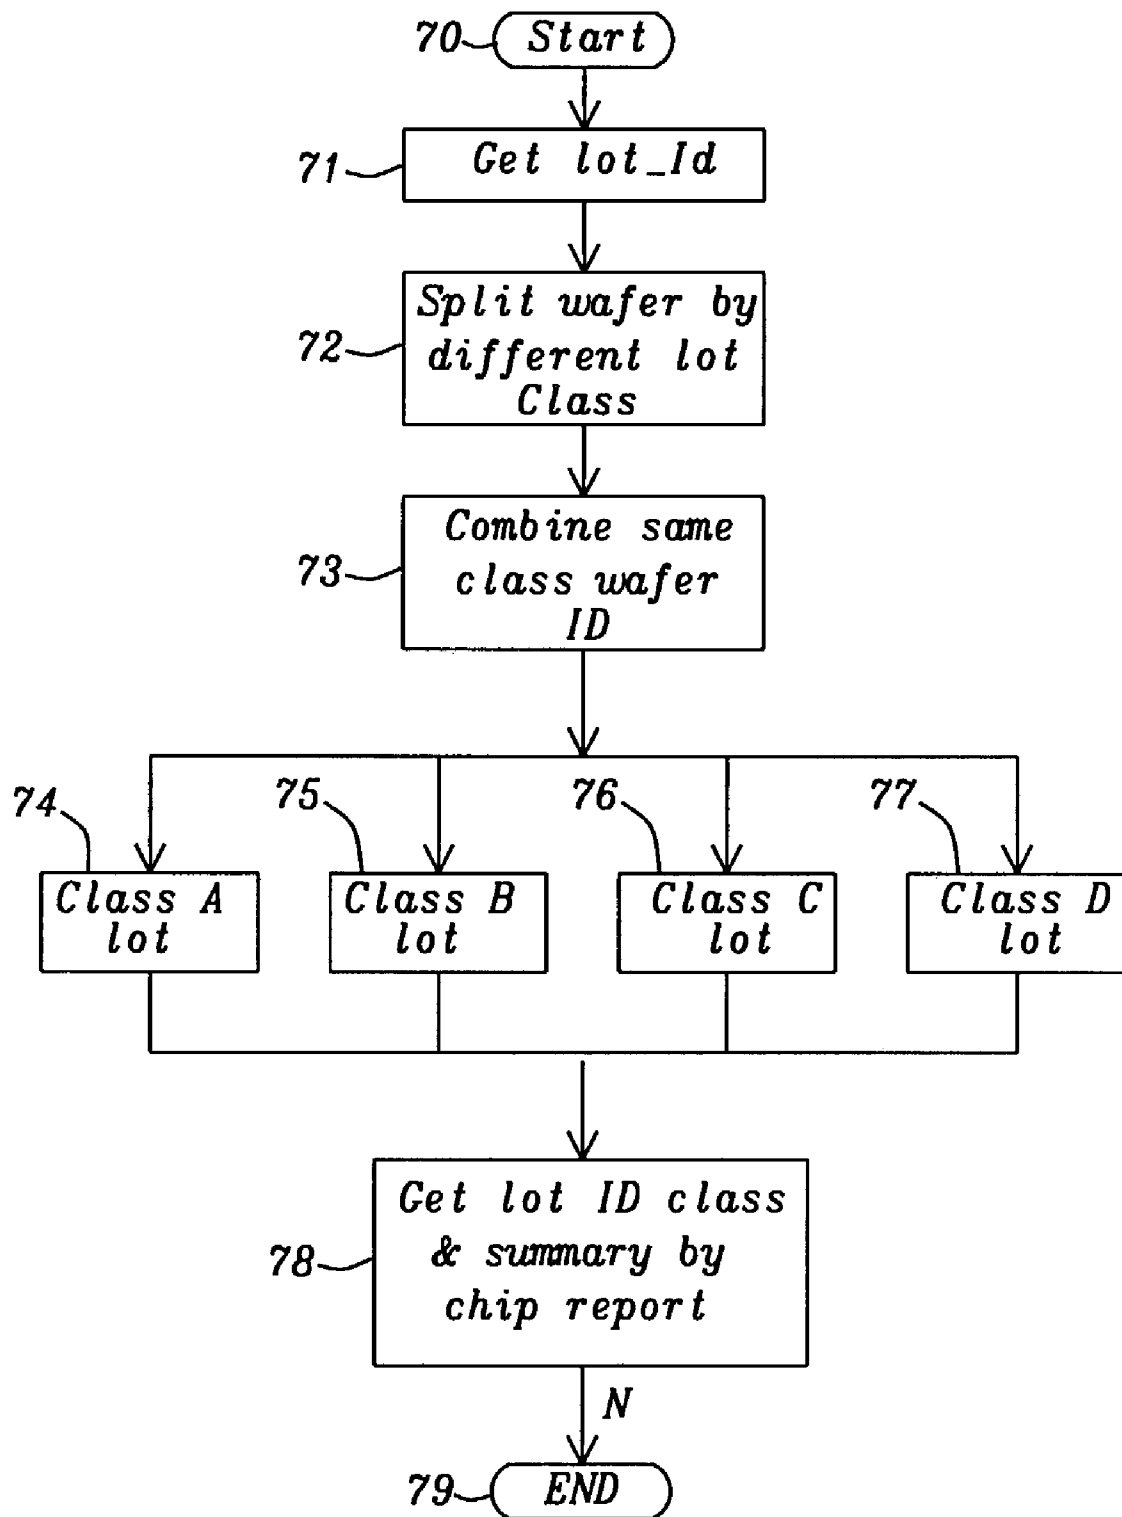 70 Start
71 Get lot_Id
Split wafer by
72 different lot
Class
Combine same
73 class wafer
ID
74 75 76 77
Class A Class B Class C Class D
lot lot lot lot
Get lot ID class
78 & summary by
chip report
N
79 END